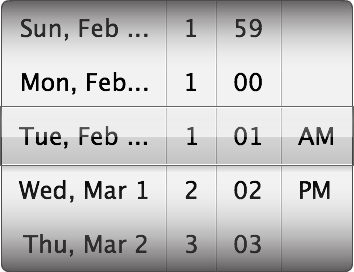 Sun, Feb ... 1 59
Mon, Feb... 1 00
Tue, Feb ... 1 01 AM
Wed, Mar 1 2 02 PM
Thu, Mar 2 3 03